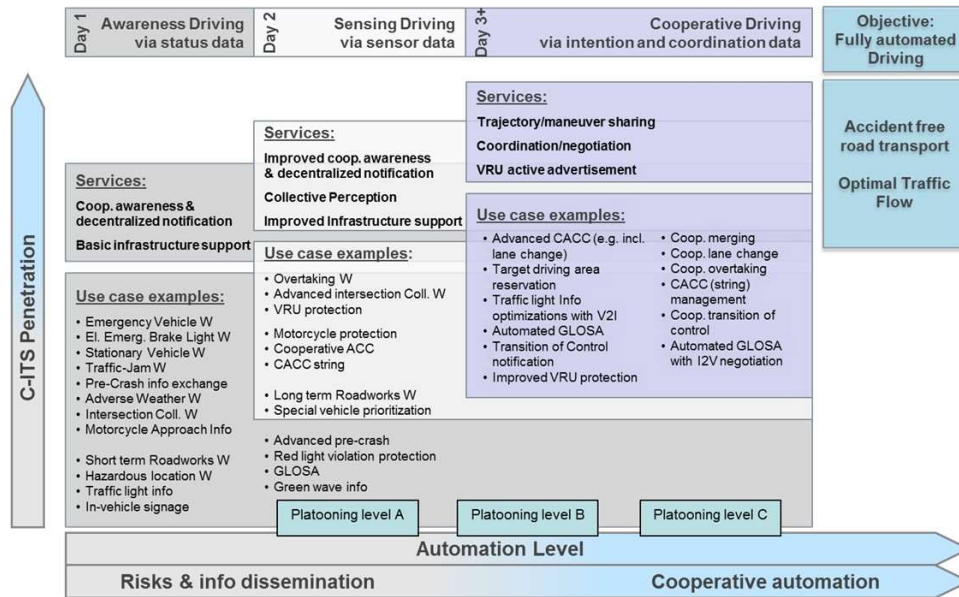 Day 1
Awareness Driving
via status data
Day 2
Sensing Driving
via sensor data
Day 3+
Cooperative Driving
via intention and coordination data
Objective:
Fully automated
Driving
C-ITS Penetration
Services:
Coop. awareness &
decentralized notification
Basic infrastructure support
Use case examples:
• Emergency Vehicle W
• El. Emerg. Brake Light W
• Stationary Vehicle W
• Traffic-Jam W
• Pre-Crash info exchange
• Adverse Weather W
• Intersection Coll. W
• Motorcycle Approach Info
• Short term Roadworks W
• Hazardous location W
• Traffic light info
• In-vehicle signage
Services:
Improved coop. awareness
& decentralized notification
Collective Perception
Improved Infrastructure support
Use case examples:
• Overtaking W
• Advanced intersection Coll. W
• VRU protection
• Motorcycle protection
• Cooperative ACC
• CACC string
• Long term Roadworks W
• Special vehicle prioritization
• Advanced pre-crash
• Red light violation protection
• GLOSA
• Green wave info
Services:
Trajectory/maneuver sharing
Coordination/negotiation
VRU active advertisement
Use case examples:
• Advanced CACC (e.g. incl.
lane change)
• Target driving area
reservation
• Traffic light Info
optimizations with V2I
• Automated GLOSA
• Transition of Control
notification
• Improved VRU protection
• Coop. merging
• Coop. lane change
• Coop. overtaking
• CACC (string)
management
• Coop. transition of
control
• Automated GLOSA
with I2V negotiation
Accident free
road transport
Optimal Traffic
Flow
Platooning level A
Platooning level B
Platooning level C
Automation Level
Risks & info dissemination
Cooperative automation